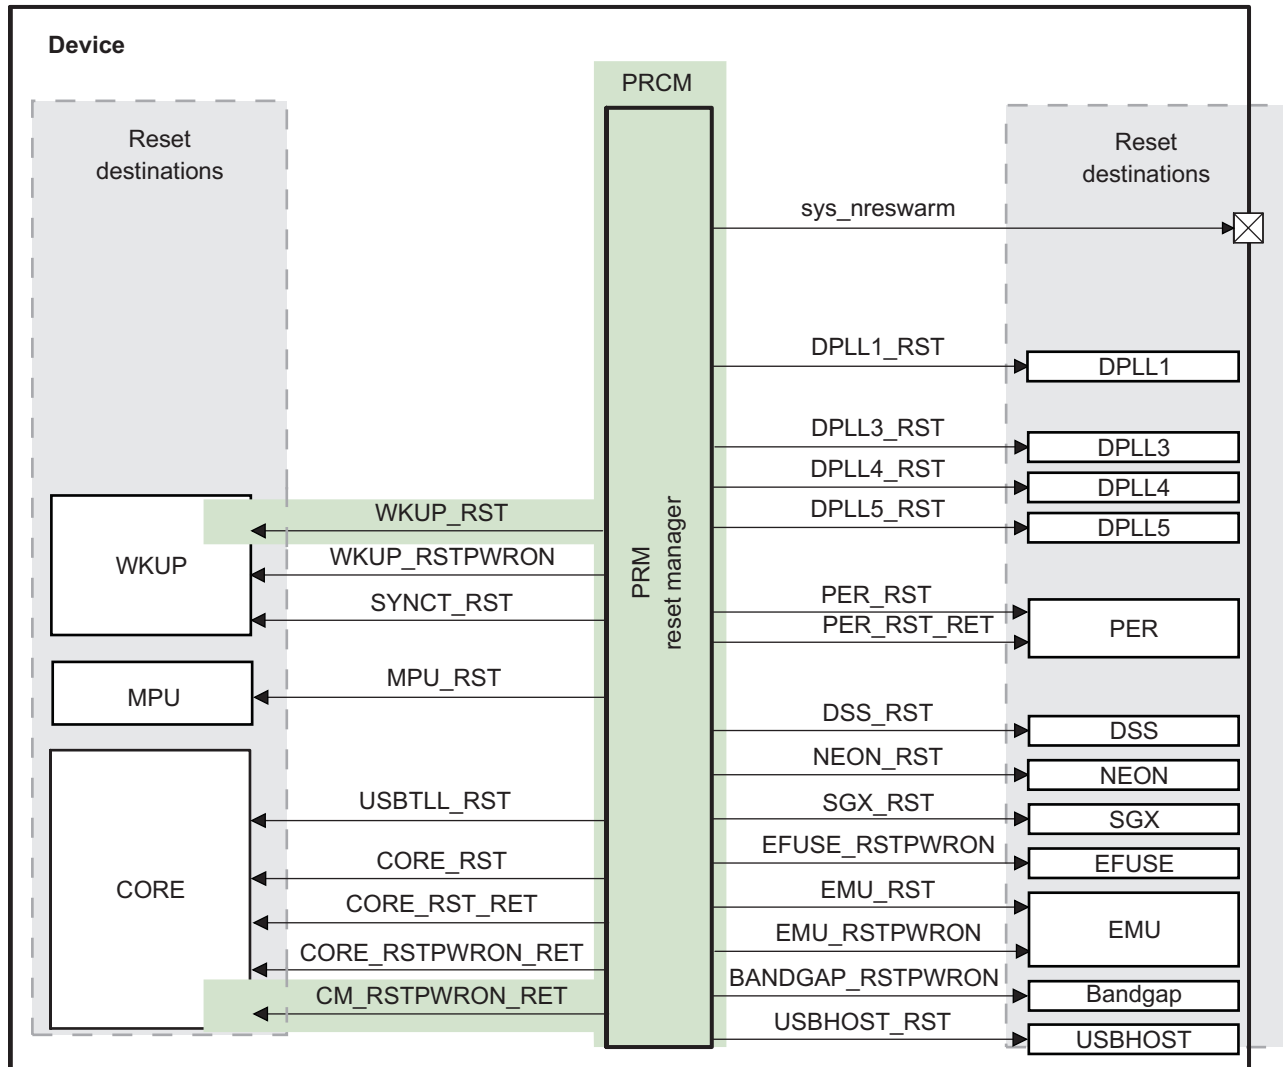 Device
PRCM
Reset
destinations
Reset
destinations
sys_nreswarm
DPLL1_RST
DPLL1
DPLL3_RST
DPLL3
DPLL4_RST
DPLL4
DPLL5_RST
DPLL5
WKUP_RST
WKUP_RSTPWRON
WKUP
SYNCT_RST
PRM
reset manager
PER_RST
PER_RST_RET
PER
MPU_RST
MPU
DSS_RST
DSS
NEON_RST
NEON
USBTLL_RST
SGX_RST
SGX
EFUSE_RSTPWRON
EFUSE
CORE_RST
CORE
CORE_RST_RET
EMU_RST
EMU_RSTPWRON
EMU
CORE_RSTPWRON_RET
BANDGAP_RSTPWRON
Bandgap
CM_RSTPWRON_RET
USBHOST_RST
USBHOST